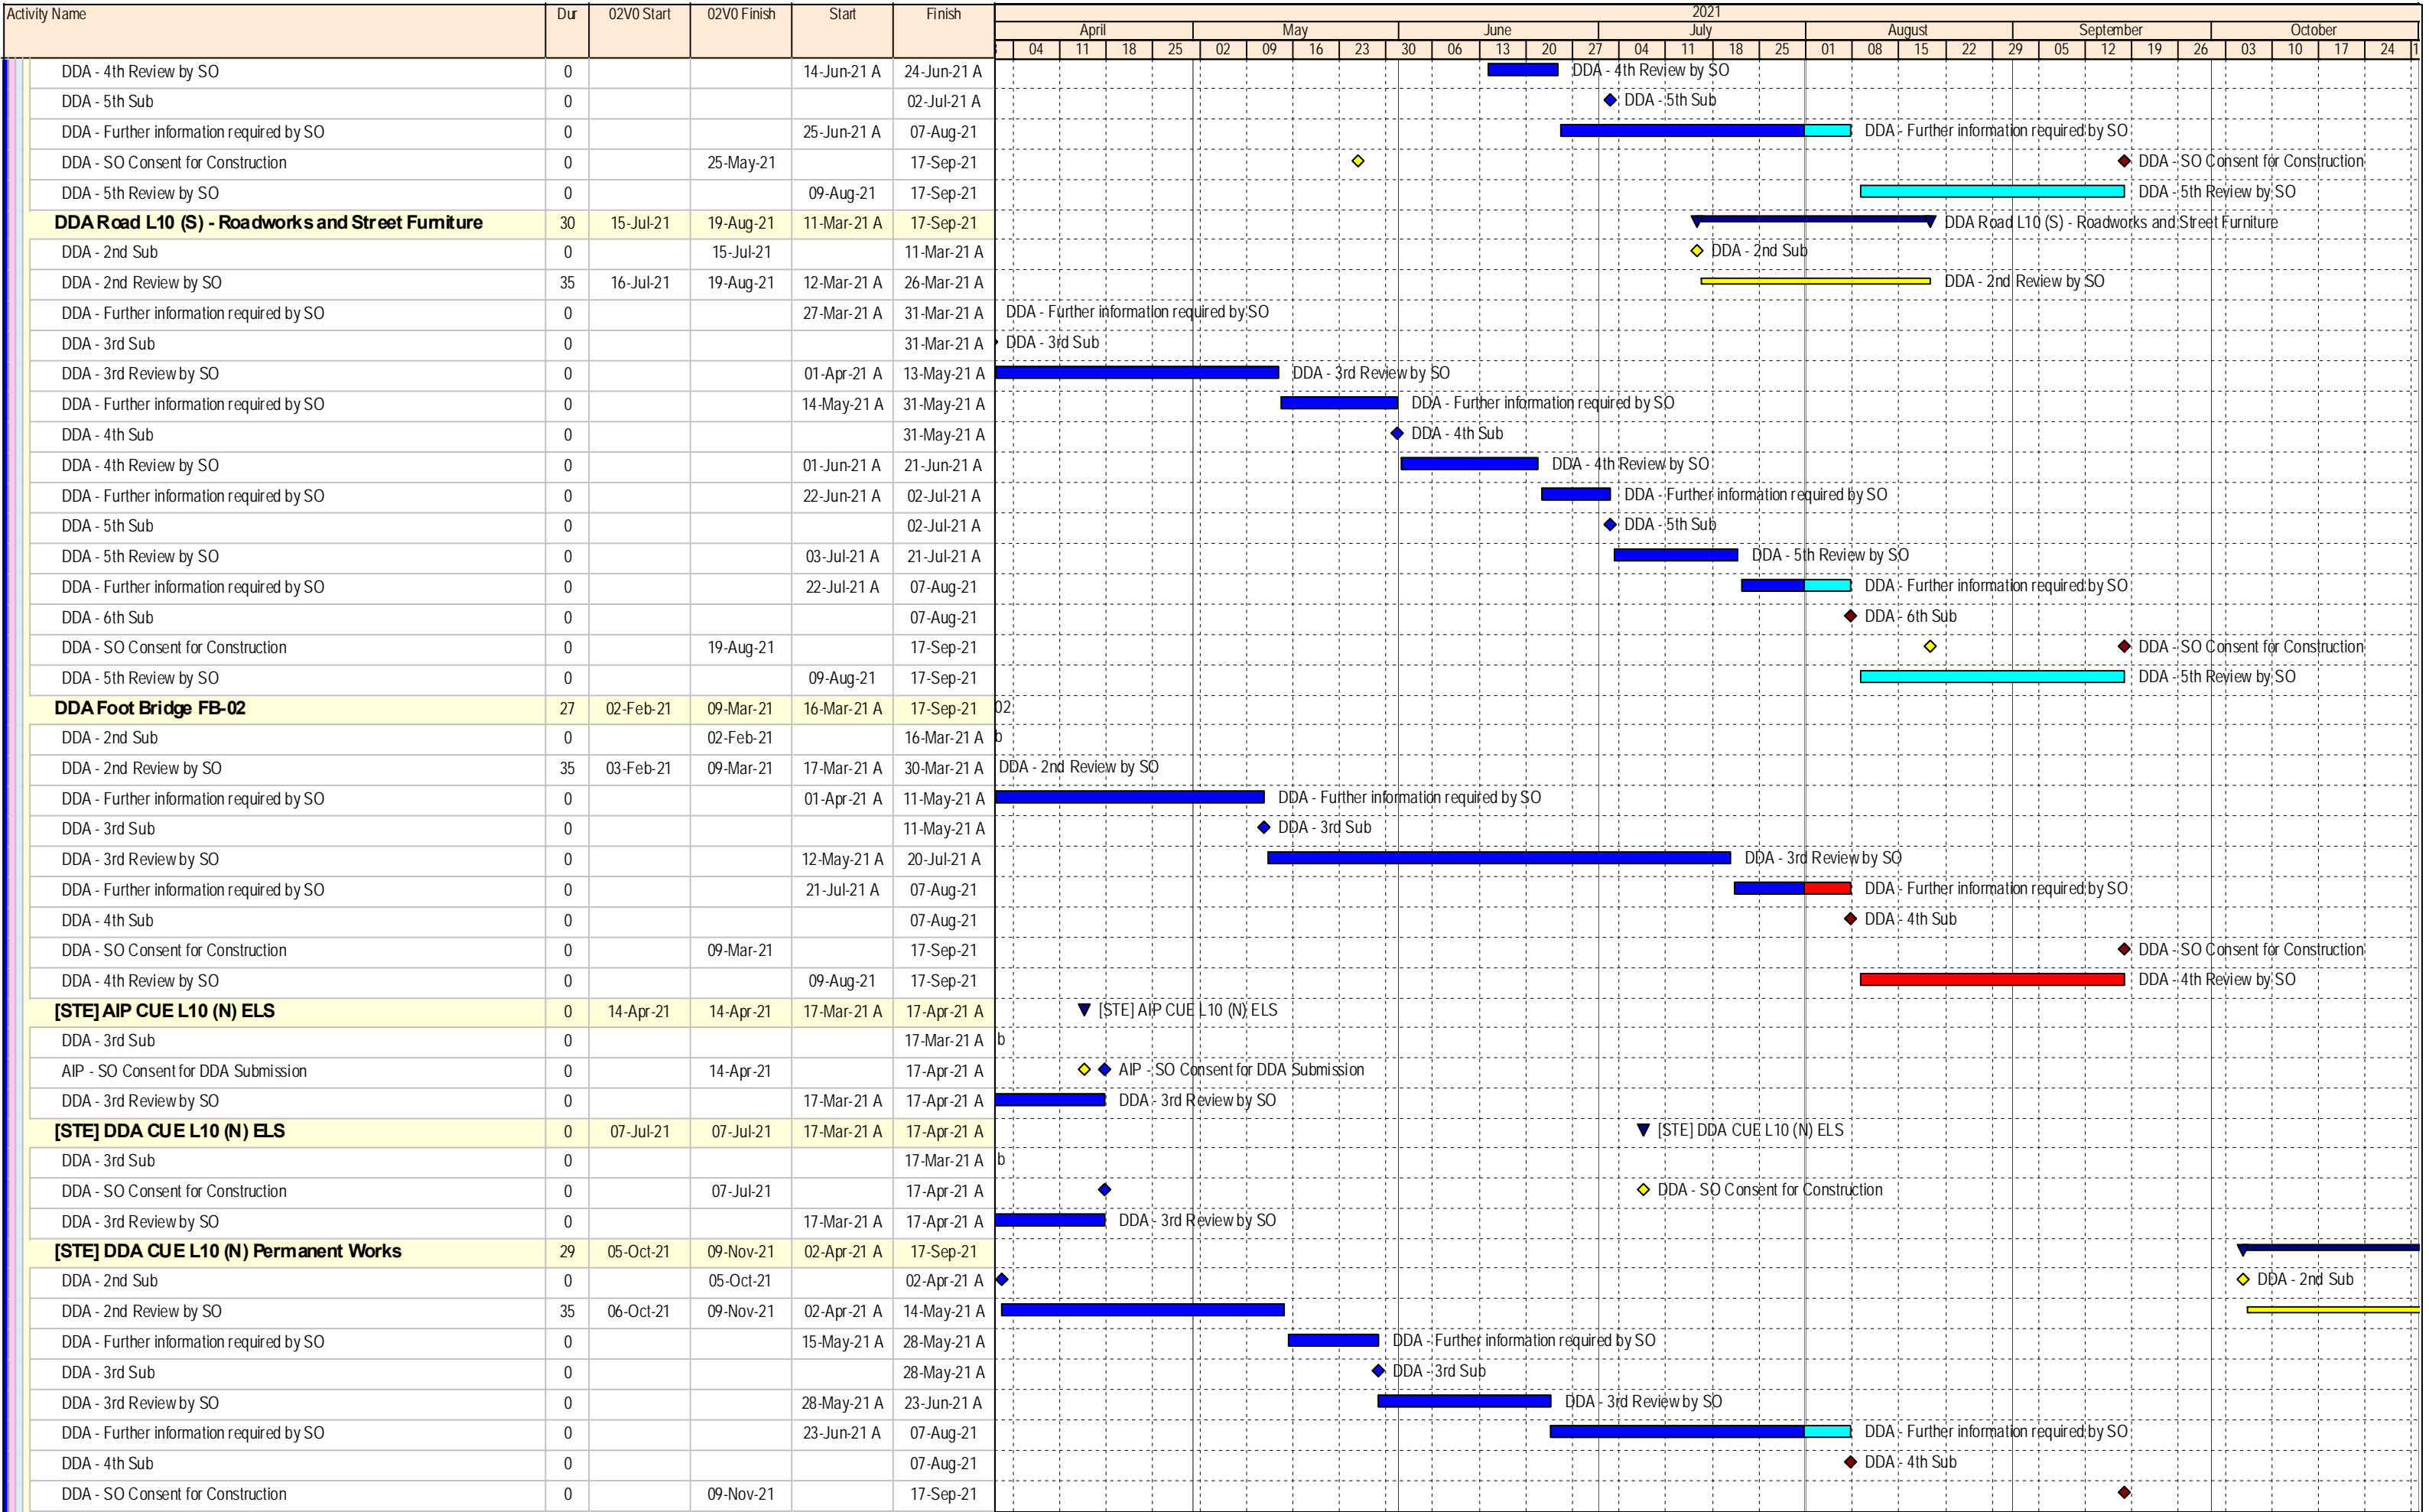 Activity Name Dur 02V0 Start 02V0 Finish Start Finish 2021
April May June July August September October
04 11 18 25 02 09 16 23 30 06 13 20 27 04 11 18 25 01 08 15 22 29 05 12 19 26 03 10 17 24
DDA - 4th Review by SO 0 14-Jun-21 A 24-Jun-21 A DDA - 4th Review by SO
DDA - 5th Sub 0 02-Jul-21 A DDA - 5th Sub
DDA - Further information required by SO 0 25-Jun-21 A 07-Aug-21 DDA - Further information required by SO
DDA - SO Consent for Construction 0 25-May-21 17-Sep-21 DDA - SO Consent for Construction
DDA - 5th Review by SO 0 09-Aug-21 17-Sep-21 DDA - 5th Review by SO
DDA Road L10 (S) - Roadworks and Street Furniture 30 15-Jul-21 19-Aug-21 11-Mar-21 A 17-Sep-21 DDA Road L10 (S) - Roadworks and Street Furniture
DDA - 2nd Sub 0 15-Jul-21 11-Mar-21 A DDA - 2nd Sub
DDA - 2nd Review by SO 35 16-Jul-21 19-Aug-21 12-Mar-21 A 26-Mar-21 A DDA - 2nd Review by SO
DDA - Further information required by SO 0 27-Mar-21 A 31-Mar-21 A DDA - Further information required by SO
DDA - 3rd Sub 0 31-Mar-21 A DDA - 3rd Sub
DDA - 3rd Review by SO 0 01-Apr-21 A 13-May-21 A DDA - 3rd Review by SO
DDA - Further information required by SO 0 14-May-21 A 31-May-21 A DDA - Further information required by SO
DDA - 4th Sub 0 31-May-21 A DDA - 4th Sub
DDA - 4th Review by SO 0 01-Jun-21 A 21-Jun-21 A DDA - 4th Review by SO
DDA - Further information required by SO 0 22-Jun-21 A 02-Jul-21 A DDA - Further information required by SO
DDA - 5th Sub 0 02-Jul-21 A DDA - 5th Sub
DDA - 5th Review by SO 0 03-Jul-21 A 21-Jul-21 A DDA - 5th Review by SO
DDA - Further information required by SO 0 22-Jul-21 A 07-Aug-21 DDA - Further information required by SO
DDA - 6th Sub 0 07-Aug-21 DDA - 6th Sub
DDA - SO Consent for Construction 0 19-Aug-21 17-Sep-21 DDA - SO Consent for Construction
DDA - 5th Review by SO 0 09-Aug-21 17-Sep-21 DDA - 5th Review by SO
DDA Foot Bridge FB-02 27 02-Feb-21 09-Mar-21 16-Mar-21 A 17-Sep-21 02
DDA - 2nd Sub 0 02-Feb-21 16-Mar-21 A b
DDA - 2nd Review by SO 35 03-Feb-21 09-Mar-21 17-Mar-21 A 30-Mar-21 A DDA - 2nd Review by SO
DDA - Further information required by SO 0 01-Apr-21 A 11-May-21 A DDA - Further information required by SO
DDA - 3rd Sub 0 11-May-21 A DDA - 3rd Sub
DDA - 3rd Review by SO 0 12-May-21 A 20-Jul-21 A DDA - 3rd Review by SO
DDA - Further information required by SO 0 21-Jul-21 A 07-Aug-21 DDA - Further information required by SO
DDA - 4th Sub 0 07-Aug-21 DDA - 4th Sub
DDA - SO Consent for Construction 0 09-Mar-21 17-Sep-21 DDA - SO Consent for Construction
DDA - 4th Review by SO 0 09-Aug-21 17-Sep-21 DDA - 4th Review by SO
[STE] AIP CUE L10 (N) ELS 0 14-Apr-21 14-Apr-21 17-Mar-21 A 17-Apr-21 A [STE] AIP CUE L10 (N) ELS
DDA - 3rd Sub 0 17-Mar-21 A b
AIP - SO Consent for DDA Submission 0 14-Apr-21 17-Apr-21 A AIP - SO Consent for DDA Submission
DDA - 3rd Review by SO 0 17-Mar-21 A 17-Apr-21 A DDA - 3rd Review by SO
[STE] DDA CUE L10 (N) ELS 0 07-Jul-21 07-Jul-21 17-Mar-21 A 17-Apr-21 A [STE] DDA CUE L10 (N) ELS
DDA - 3rd Sub 0 17-Mar-21 A b
DDA - SO Consent for Construction 0 07-Jul-21 17-Apr-21 A DDA - SO Consent for Construction
DDA - 3rd Review by SO 0 17-Mar-21 A 17-Apr-21 A DDA - 3rd Review by SO
[STE] DDA CUE L10 (N) Permanent Works 29 05-Oct-21 09-Nov-21 02-Apr-21 A 17-Sep-21
DDA - 2nd Sub 0 05-Oct-21 02-Apr-21 A DDA - 2nd Sub
DDA - 2nd Review by SO 35 06-Oct-21 09-Nov-21 02-Apr-21 A 14-May-21 A
DDA - Further information required by SO 0 15-May-21 A 28-May-21 A DDA - Further information required by SO
DDA - 3rd Sub 0 28-May-21 A DDA - 3rd Sub
DDA - 3rd Review by SO 0 28-May-21 A 23-Jun-21 A DDA - 3rd Review by SO
DDA - Further information required by SO 0 23-Jun-21 A 07-Aug-21 DDA - Further information required by SO
DDA - 4th Sub 0 07-Aug-21 DDA - 4th Sub
DDA - SO Consent for Construction 0 09-Nov-21 17-Sep-21